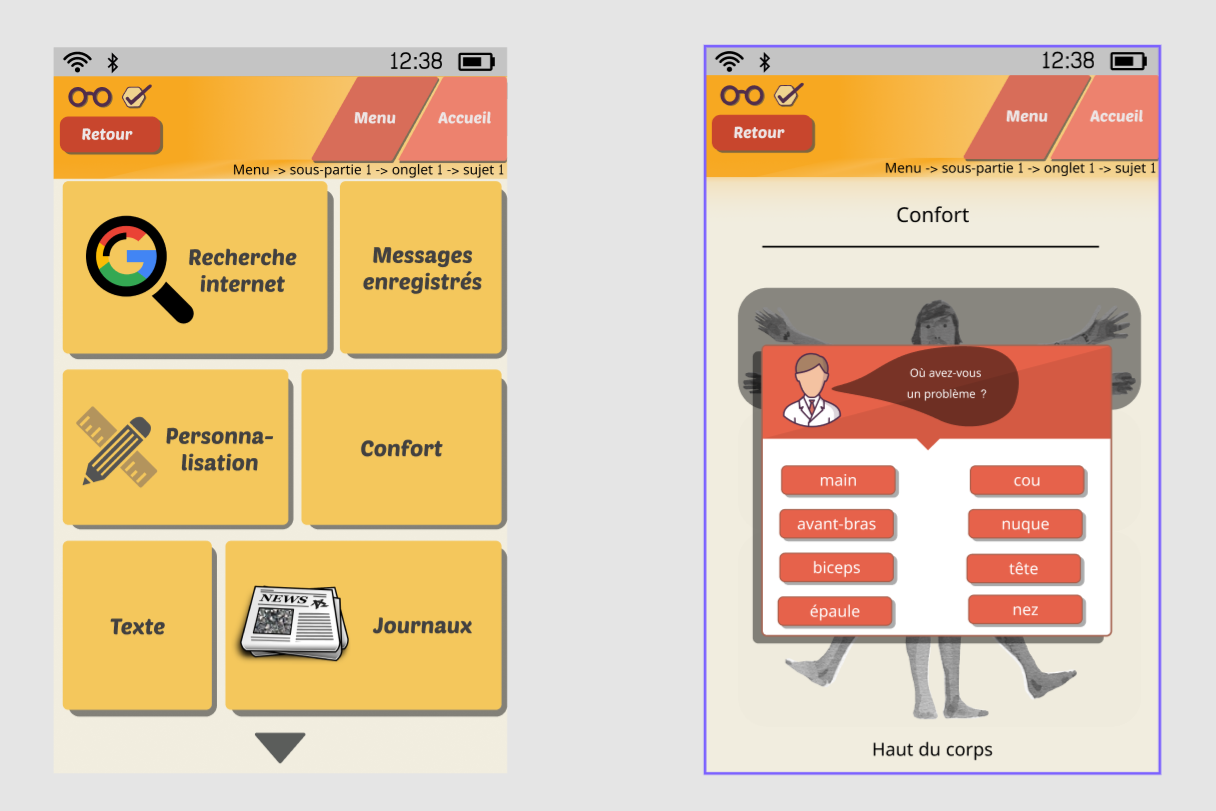 12:38
Menu
Accueil
Retour
Menu -> sous-partie 1 -> onglet 1 -> sujet 1
Recherche
internet
Messages
enregistrés
Personna-
lisation
Confort
Texte
NEWS
Journaux
12:38
Menu
Accueil
Retour
Menu -> sous-partie 1 -> onglet 1 -> sujet 1
Confort
Où avez-vous
un problème ?
main
cou
avant-bras
nuque
biceps
tête
épaule
nez
Haut du corps